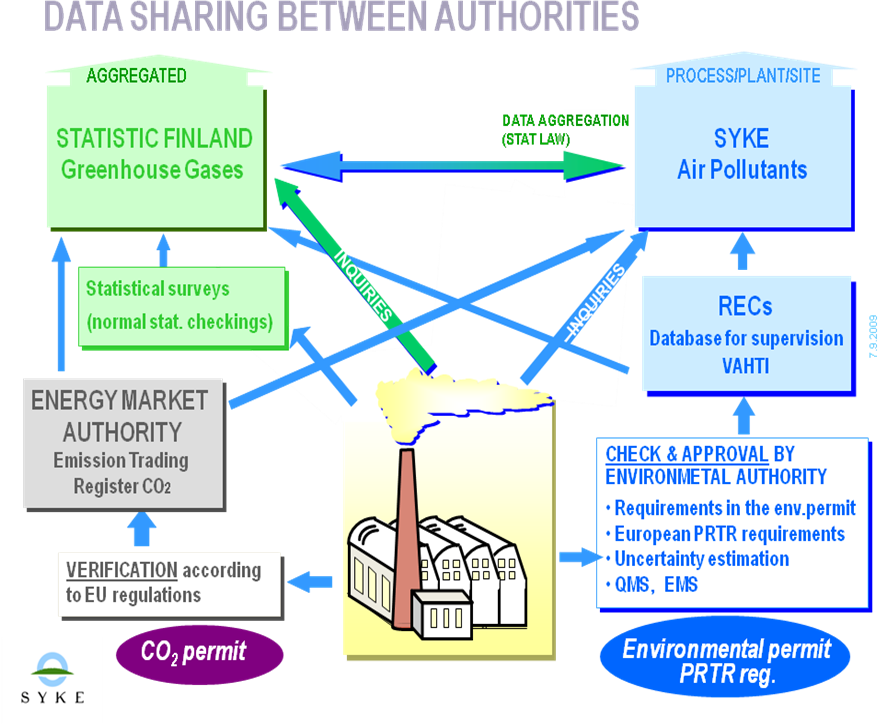 DATA SHARING BETWEEN AUTHORITIES
AGGREGATED
STATISTIC FINLAND
Greenhouse Gases
DATA AGGREGATION
(STAT LAW)
PROCESS/PLANT/SITE
SYKE
Air Pollutants
INQUIRIES
INQUIRIES
Statistical surveys
(normal stat. checkings)
RECs
Database for supervision
VAHTI
7.9.2009
ENERGY MARKET
AUTHORITY
Emission Trading
Register CO2
CHECK & APPROVAL BY
ENVIRONMETAL AUTHORITY
• Requirements in the env.permit
• European PRTR requirements
• Uncertainty estimation
• QMS, EMS
VERIFICATION according
to EU regulations
CO2 permit
Environmental permit
PRTR reg.
SYKE